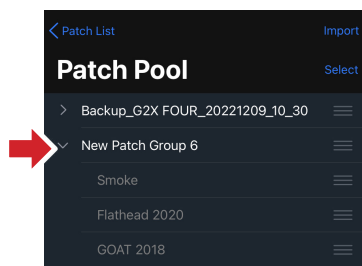 Patch List
Import
Patch Pool
Select
Backup_G2X FOUR_20221209_10_30
New Patch Group 6
Smoke
Flathead 2020
GOAT 2018